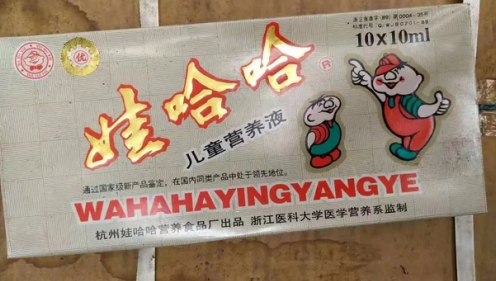 10x10ml
娃哈哈
R
优
儿童营养液
通过国家级新产品鉴定，在国内同类产品中处于领先地位。
WAHAHAYINGYANGYE
杭州娃哈哈营养食品厂出品 浙江医科大学医学营养系监制